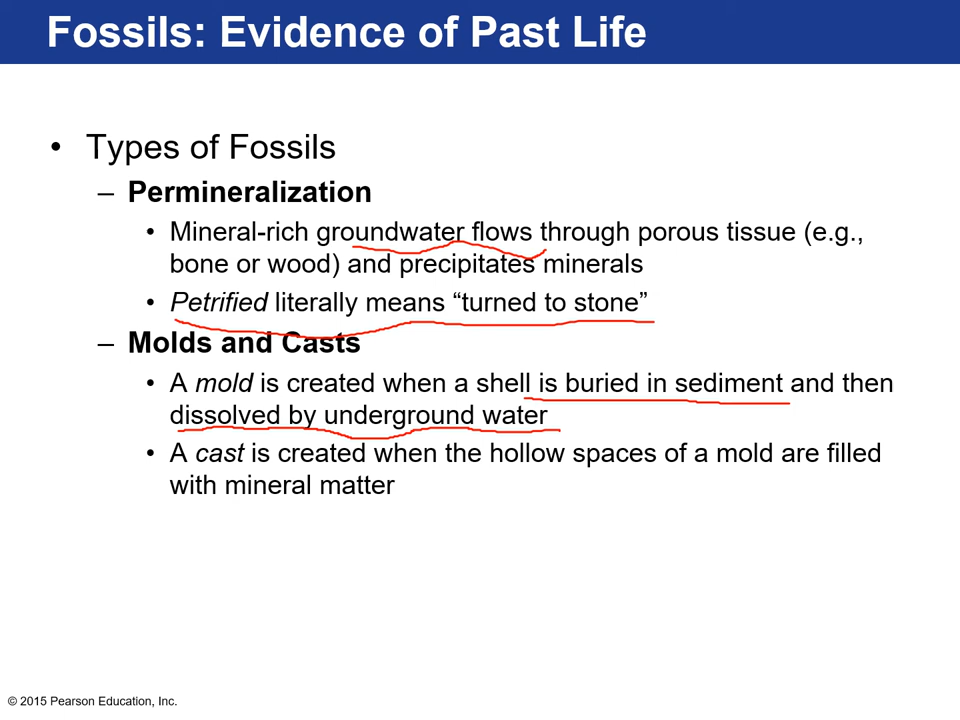 Fossils: Evidence of Past Life
• Types of Fossils
– Permineralization
• Mineral-rich groundwater flows through porous tissue (e.g.,
bone or wood) and precipitates minerals
• Petrified literally means “turned to stone”
– Molds and Casts
• A mold is created when a shell is buried in sediment and then
dissolved by underground water
• A cast is created when the hollow spaces of a mold are filled
with mineral matter
© 2015 Pearson Education, Inc.